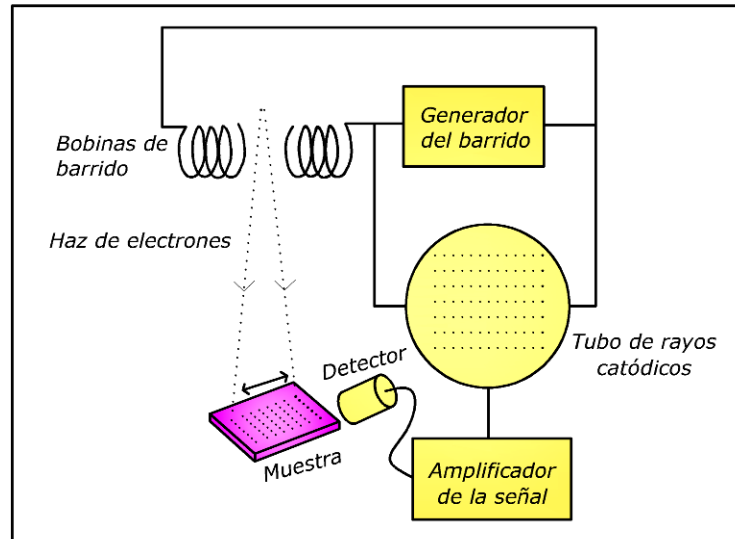 Generador
del barrido
Bobinas de
barrido
Haz de electrones
Tubo de rayos
catódicos
Detector
Muestra
Amplificador
de la señal